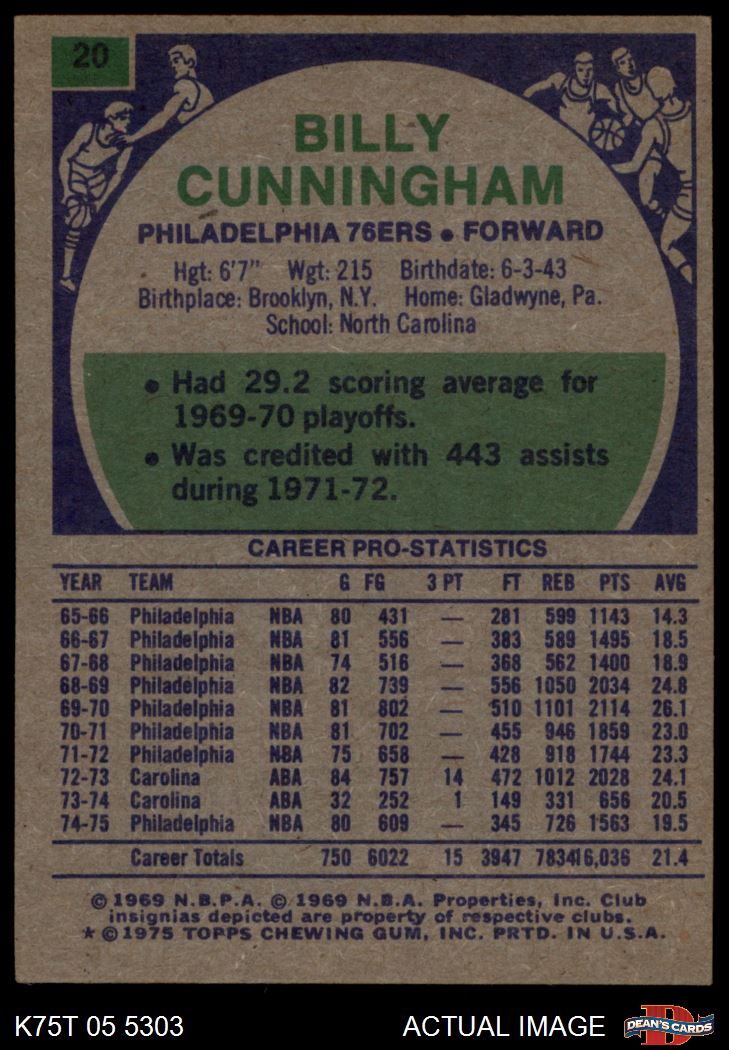 20
BILLY
CUNNINGHAM
PHILADELPHIA 76ERS • FORWARD
Hgt: 6'7" Wgt: 215 Birthdate: 6-3-43
Birthplace: Brooklyn, N.Y. Home: Gladwyne, Pa.
School: North Carolina
• Had 29.2 scoring average for
1969-70 playoffs.
• Was credited with 443 assists
during 1971-72.
CAREER PRO-STATISTICS
YEAR TEAM G FG 3 PT FT REB PTS AVG
65-66 Philadelphia NBA 80 431 — 281 599 1143 14.3
66-67 Philadelphia NBA 81 556 — 383 589 1495 18.5
67-68 Philadelphia NBA 74 516 — 368 562 1400 18.9
68-69 Philadelphia NBA 82 739 — 556 1050 2034 24.8
69-70 Philadelphia NBA 81 802 — 510 1101 2114 26.1
70-71 Philadelphia NBA 81 702 — 455 946 1859 23.0
71-72 Philadelphia NBA 75 658 — 428 918 1744 23.3
72-73 Carolina ABA 84 757 14 472 1012 2028 24.1
73-74 Carolina ABA 32 252 1 149 331 656 20.5
74-75 Philadelphia NBA 80 609 — 345 726 1563 19.5
Career Totals 750 6022 15 3947 7834 16,036 21.4
© 1969 N.B.P.A. © 1969 N.B.A. Properties, Inc. Club
insignias depicted are property of respective clubs.
* © 1975 TOPPS CHEWING GUM, INC. PRTD. IN U.S.A.
K75T 05 5303 ACTUAL IMAGE DEAN'S CARDS